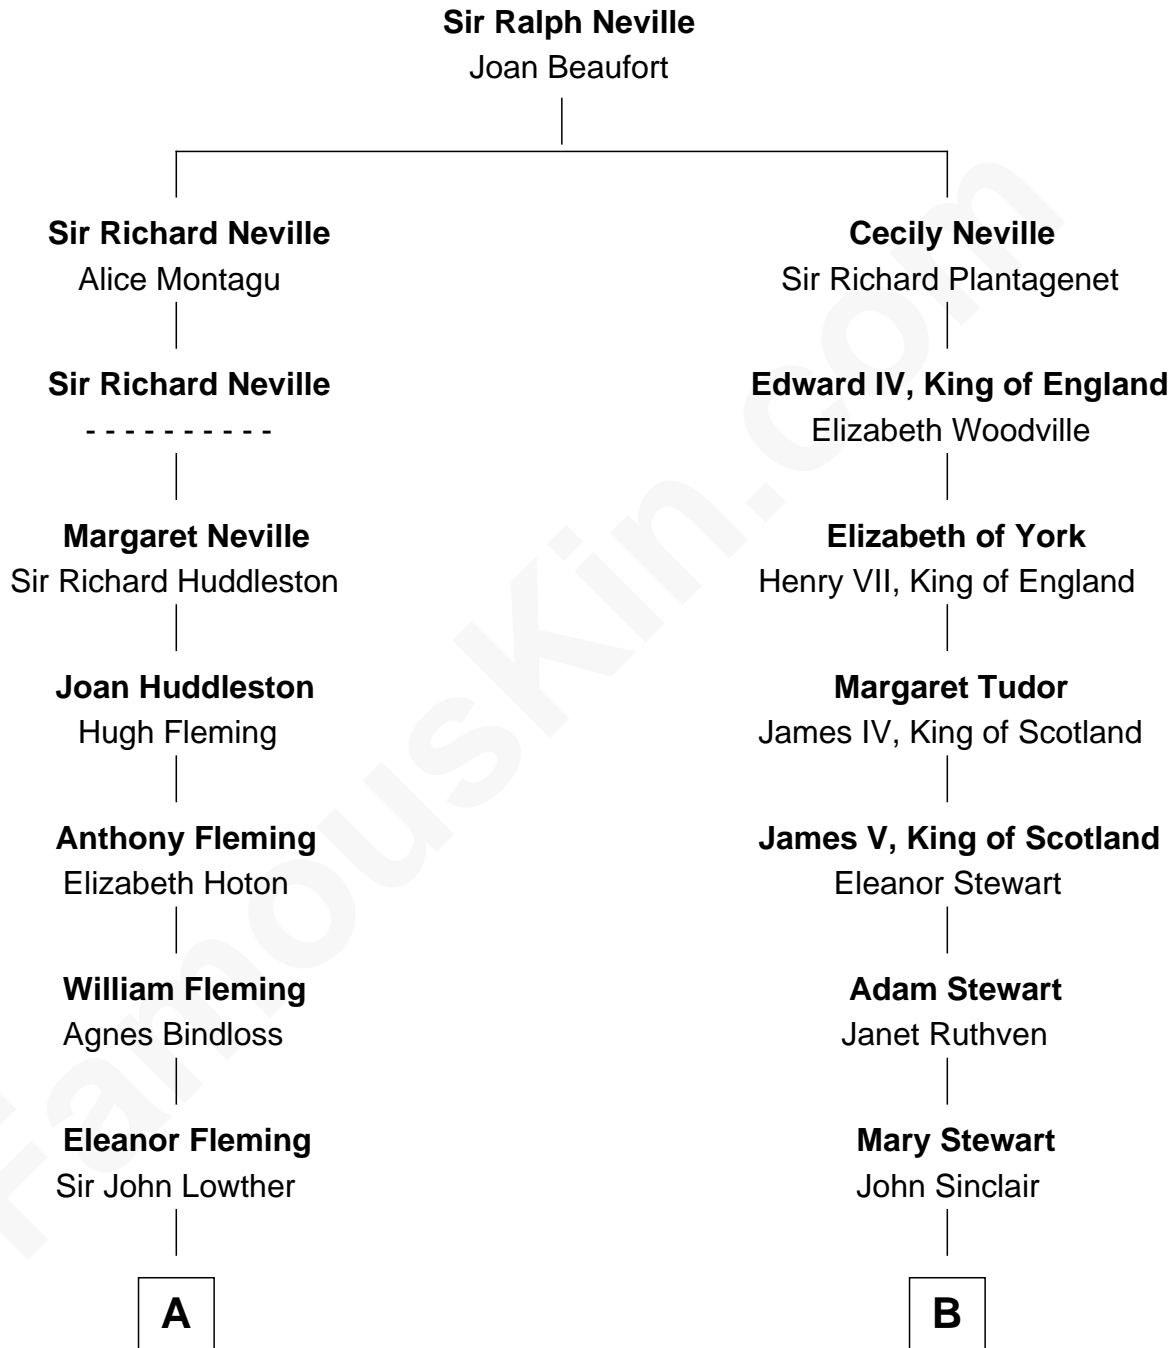 Sir Ralph Neville
Joan Beaufort
Sir Richard Neville
Alice Montagu
Sir Richard Neville
- - - - - - - - - -
Margaret Neville
Sir Richard Huddleston
Joan Huddleston
Hugh Fleming
Anthony Fleming
Elizabeth Hoton
William Fleming
Agnes Bindloss
Eleanor Fleming
Sir John Lowther
A
Cecily Neville
Sir Richard Plantagenet
Edward IV, King of England
Elizabeth Woodville
Elizabeth of York
Henry VII, King of England
Margaret Tudor
James IV, King of Scotland
James V, King of Scotland
Eleanor Stewart
Adam Stewart
Janet Ruthven
Mary Stewart
John Sinclair
B
FamousKin.com